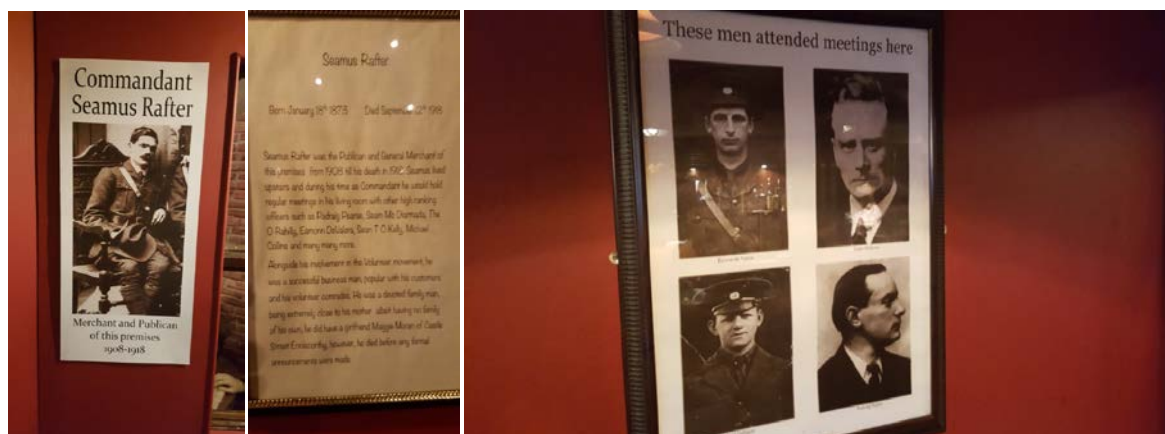 Commandant
Seamus Rafter
Merchant and Publican
of this premises
1908-1918
Seamus Rafter
Born January 18th 1873 Died September 12th 1918
Seamus Rafter was the Publican and General Merchant of
this premises from 1908 till his death in 1918. Seamus lived
upstairs and during his time as Commandant he would hold
regular meetings in his living room with other high ranking
officers such as Padraig Pearse, Sean Mc Diarmada, The
O Rahilly, Eamonn DeValera, Sean T O Kelly, Michael
Collins and many many more.
Alongside his involvement in the Volunteer movement, he
was a successful business man, popular with his customers
and his volunteer comrades. He was a devoted family man,
being extremely close to his mother albeit having no family
of his own, he did have a girlfriend Maggie Moran of Castle
Street Enniscorthy, however, he died before any formal
announcements were made.
These men attended meetings here